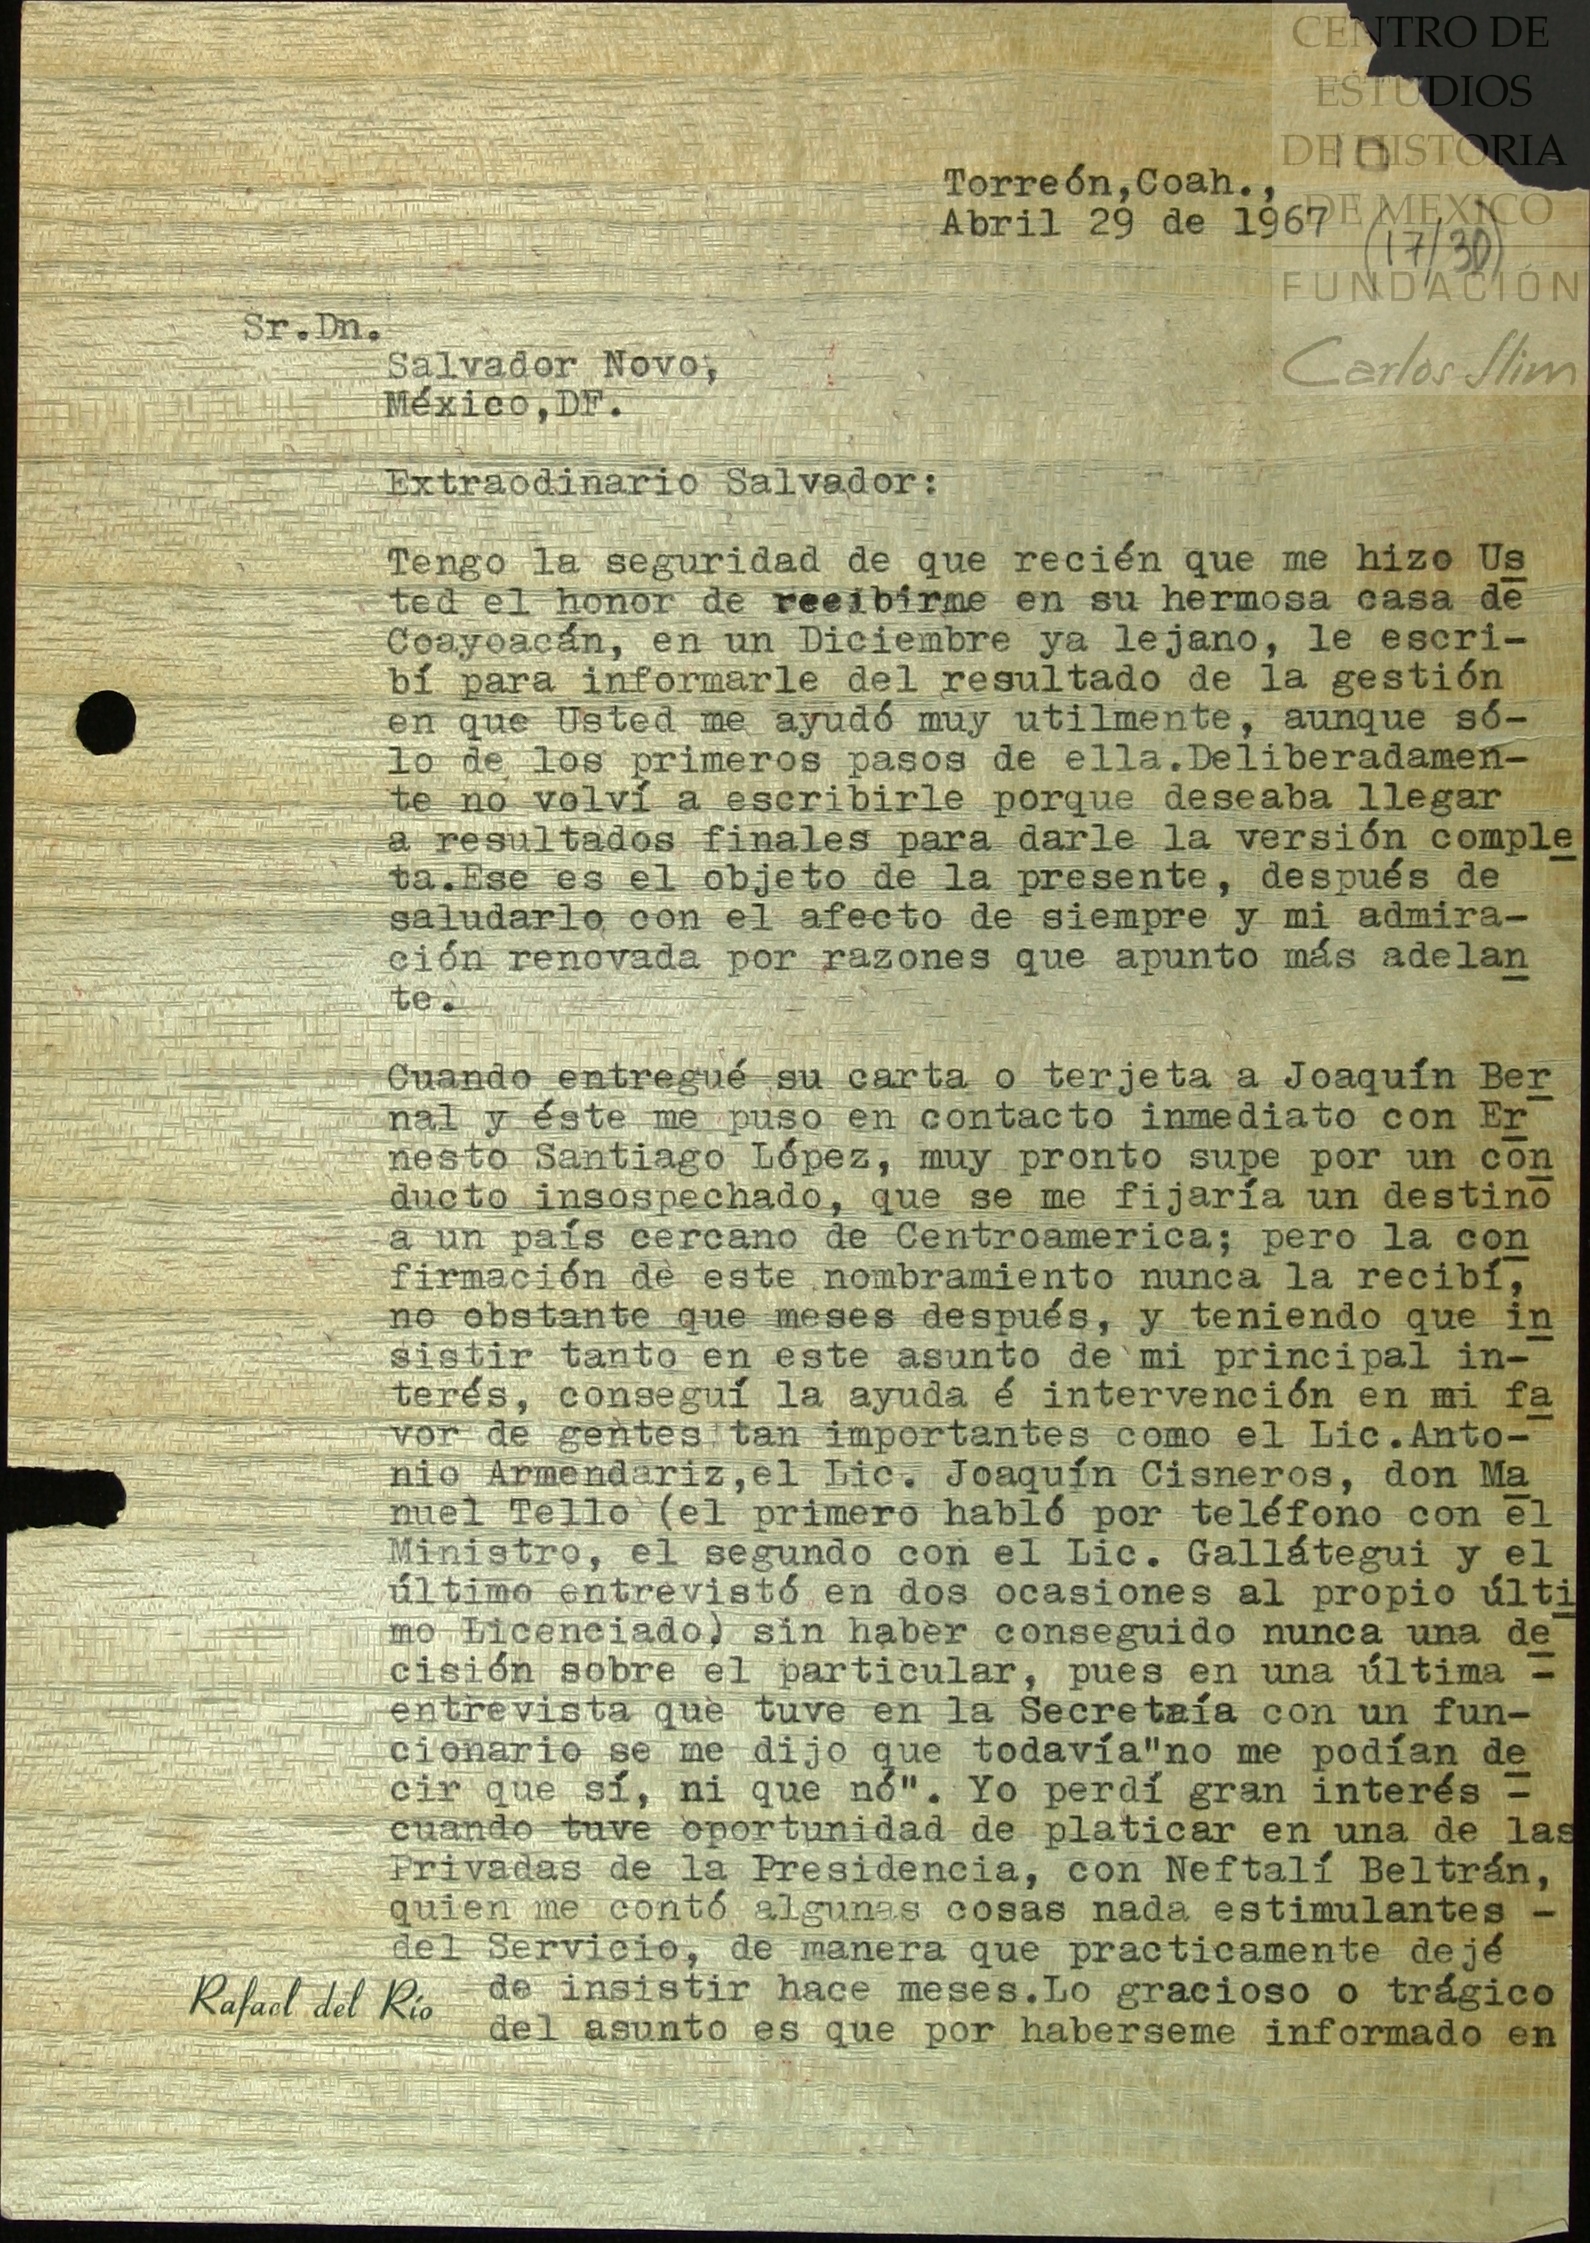 CENTRO DE
ESTUDIOS
DE HISTORIA
DE MEXICO
FUNDACIÓN
Carlos Slim
10
(17/30)
Torreón,Coah.,
Abril 29 de 1967
Sr.Dn.
Salvador Novo,
México,DF.
Extraodinario Salvador:
Tengo la seguridad de que recién que me hizo Us
ted el honor de recibirme en su hermosa casa de
Coayoacán, en un Diciembre ya lejano, le escri-
bí para informarle del resultado de la gestión
en que Usted me ayudó muy utilmente, aunque só-
lo de los primeros pasos de ella.Deliberadamen-
te no volví a escribirle porque deseaba llegar
a resultados finales para darle la versión comple
ta.Ese es el objeto de la presente, después de
saludarlo con el afecto de siempre y mi admira-
ción renovada por razones que apunto más adelan
te.
Cuando entregué su carta o terjeta a Joaquín Ber
nal y éste me puso en contacto inmediato con Er
nesto Santiago López, muy pronto supe por un con
ducto insospechado, que se me fijaría un destino
a un país cercano de Centroamerica; pero la con
firmación de este nombramiento nunca la recibí,
no obstante que meses después, y teniendo que in
sistir tanto en este asunto de mi principal in-
terés, conseguí la ayuda é intervención en mi fa
vor de gentes tan importantes como el Lic.Anto-
nio Armendariz,el Lic. Joaquín Cisneros, don Ma
nuel Tello (el primero habló por teléfono con el
Ministro, el segundo con el Lic. Gallátegui y el
último entrevistó en dos ocasiones al propio últi
mo Licenciado) sin haber conseguido nunca una de
cisión sobre el particular, pues en una última -
entrevista que tuve en la Secretaía con un fun-
cionario se me dijo que todavía"no me podían de
cir que sí, ni que nó". Yo perdí gran interés -
cuando tuve oportunidad de platicar en una de las
Privadas de la Presidencia, con Neftalí Beltrán,
quien me contó algunas cosas nada estimulantes -
del Servicio, de manera que practicamente dejé
de insistir hace meses.Lo gracioso o trágico
del asunto es que por haberseme informado en
Rafael del Río